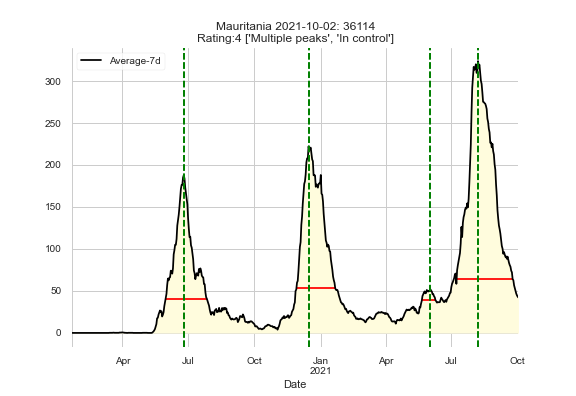 Mauritania 2021-10-02: 36114
Rating:4 ['Multiple peaks', 'In control']
Average-7d
300
250
200
150
100
50
0
Apr Jul Oct Jan Apr Jul Oct
2021
Date